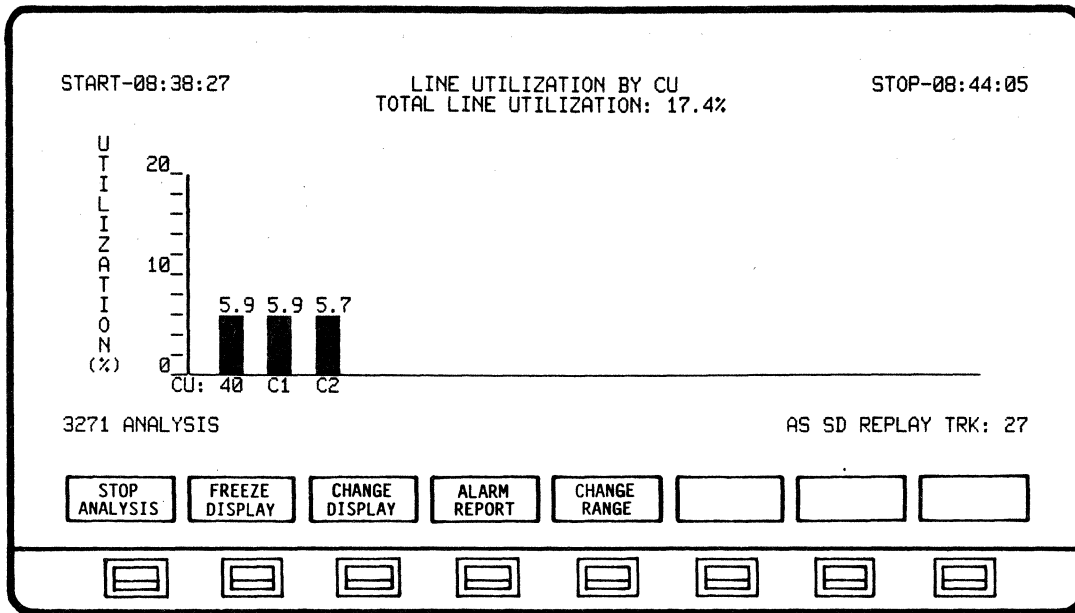 START-08:38:27 LINE UTILIZATION BY CU STOP-08:44:05
TOTAL LINE UTILIZATION: 17.4%
UTILIZATION
(%)
20
10
0
5.9 5.9 5.7
CU: 40 C1 C2
3271 ANALYSIS AS SD REPLAY TRK: 27
STOP ANALYSIS
FREEZE DISPLAY
CHANGE DISPLAY
ALARM REPORT
CHANGE RANGE